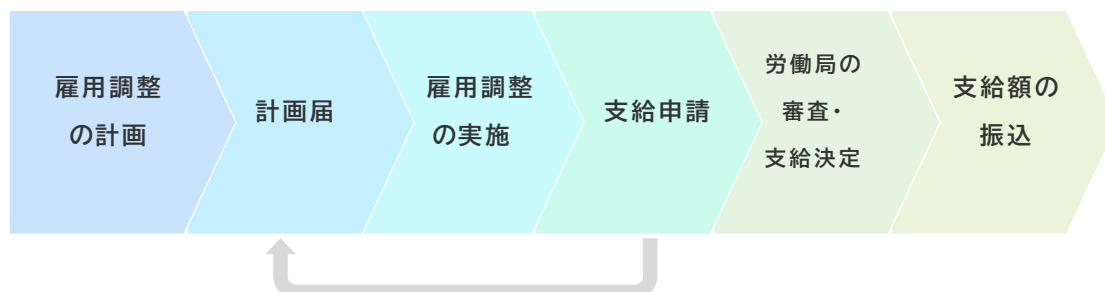 雇用調整
の計画
計画届
雇用調整
の実施
支給申請
労働局の
審査・
支給決定
支給額の
振込